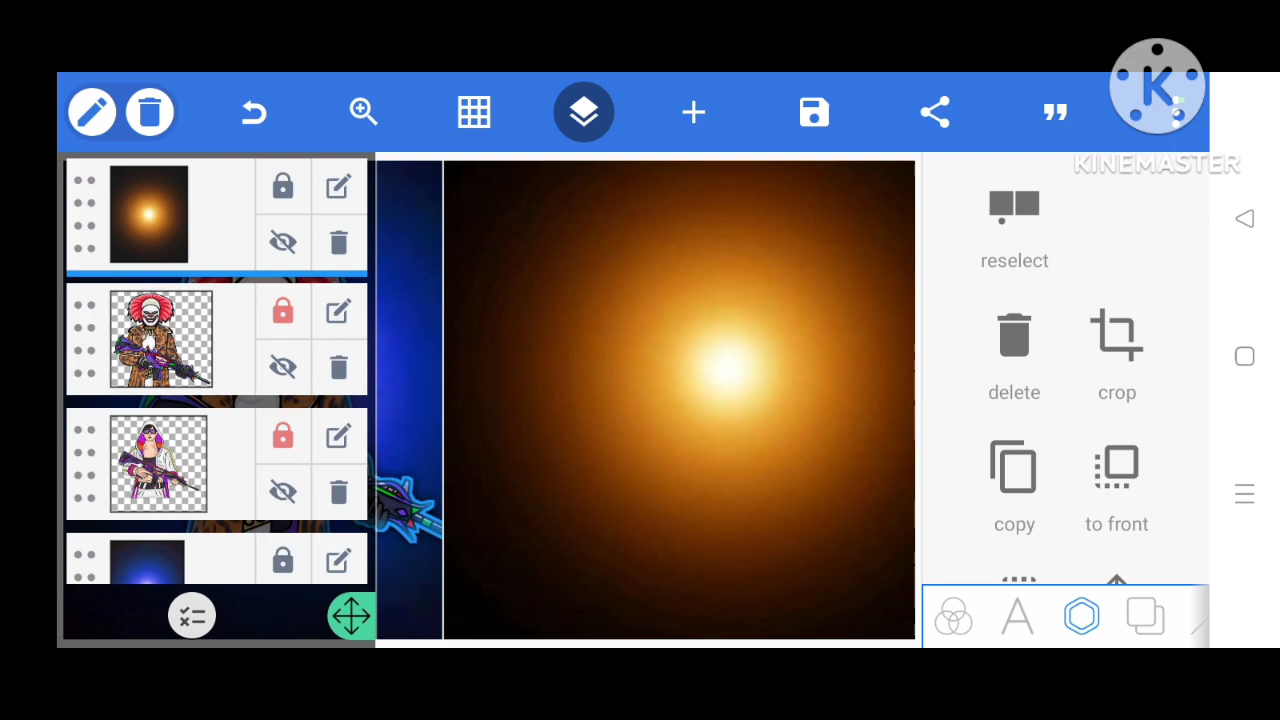 K
KINEMASTER
reselect
delete
crop
copy
to front